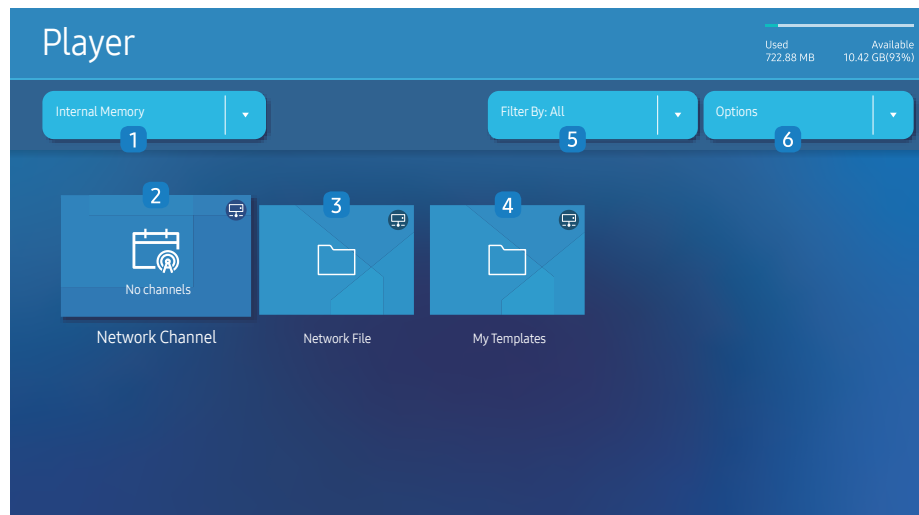 Player
Used
722.88 MB
Available
10.42 GB(93%)
Internal Memory
1
Filter By: All
5
Options
6
2
No channels
Network Channel
3
Network File
4
My Templates